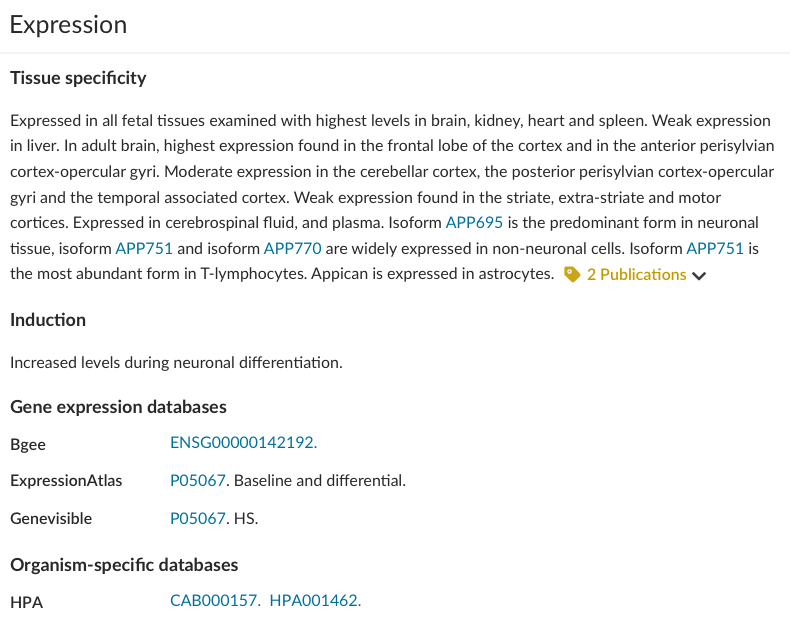 Expression
Tissue specificity
Expressed in all fetal tissues examined with highest levels in brain, kidney, heart and spleen. Weak expression
in liver. In adult brain, highest expression found in the frontal lobe of the cortex and in the anterior perisylvian
cortex-opercular gyri. Moderate expression in the cerebellar cortex, the posterior perisylvian cortex-opercular
gyri and the temporal associated cortex. Weak expression found in the striate, extra-striate and motor
cortices. Expressed in cerebrospinal fluid, and plasma. Isoform APP695 is the predominant form in neuronal
tissue, isoform APP751 and isoform APP770 are widely expressed in non-neuronal cells. Isoform APP751 is
the most abundant form in T-lymphocytes. Appican is expressed in astrocytes. 2 Publications
Induction
Increased levels during neuronal differentiation.
Gene expression databases
Bgee ENSG00000142192.
ExpressionAtlas P05067. Baseline and differential.
Genevisible P05067. HS.
Organism-specific databases
HPA CAB000157. HPA001462.